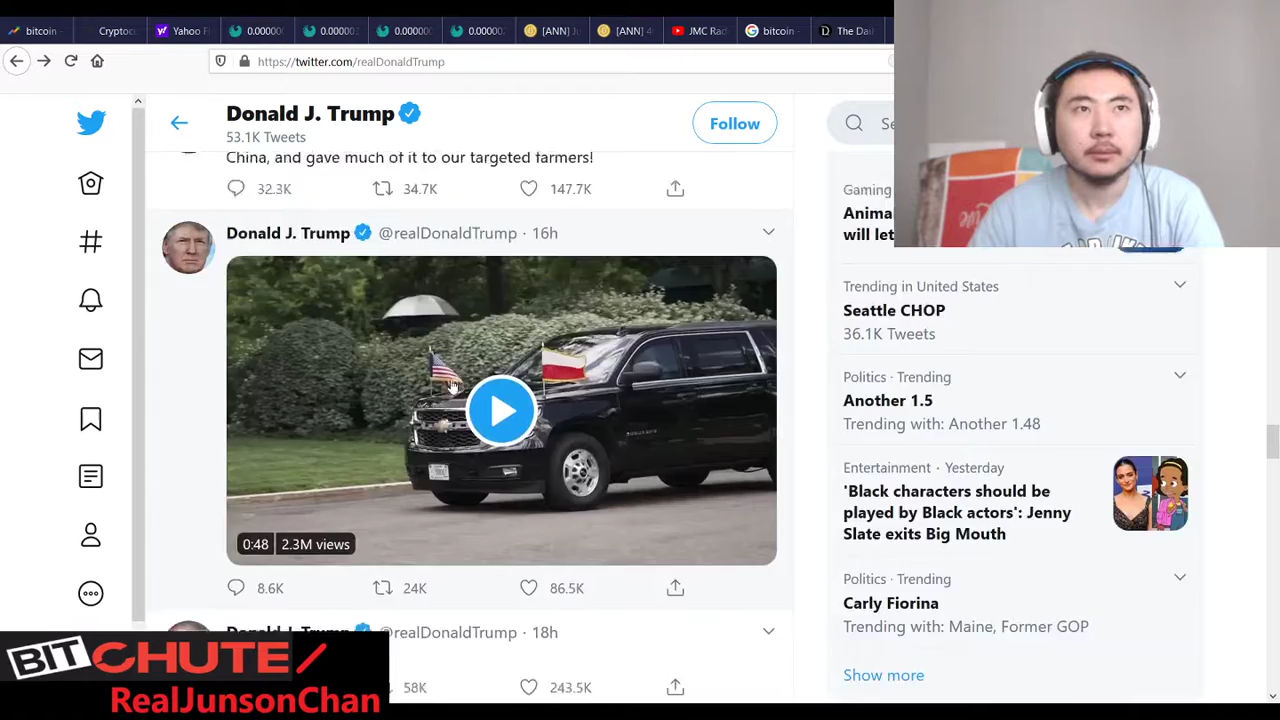 bitcoin
Cryptoc
Yahoo F
0.00000
0.00000
0.00000
0.00000
[ANN] J
[ANN] 4
JMC Rad
bitcoin -
The Dail
https://twitter.com/realDonaldTrump
Donald J. Trump
53.1K Tweets
Follow
Se
China, and gave much of it to our targeted farmers!
32.3K
34.7K
147.7K
Donald J. Trump @realDonaldTrump · 16h
0:48 2.3M views
8.6K
24K
86.5K
@realDonaldTrump · 18h
58K
243.5K
Gaming
Anima
will let
Trending in United States
Seattle CHOP
36.1K Tweets
Politics · Trending
Another 1.5
Trending with: Another 1.48
Entertainment · Yesterday
'Black characters should be
played by Black actors': Jenny
Slate exits Big Mouth
Politics · Trending
Carly Fiorina
Trending with: Maine, Former GOP
Show more
BITCHUTE/
RealJunsonChan